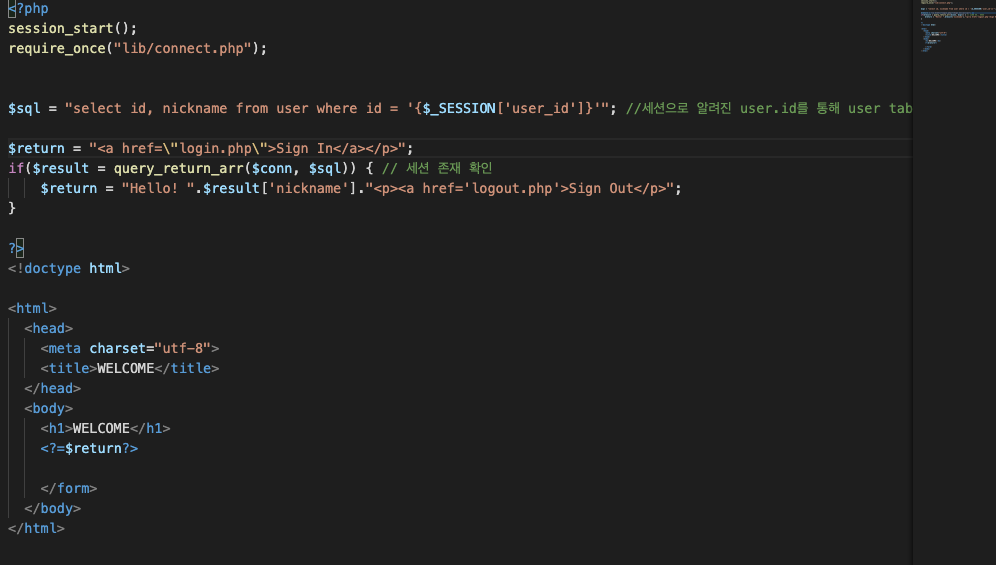 <?php
session_start();
require_once("lib/connect.php");
$sql = "select id, nickname from user where id = '{$_SESSION['user_id']}'"; //세션으로 알려진 user.id를 통해 user tab
$return = "<a href=\"login.php\">Sign In</a></p>";
if($result = query_return_arr($conn, $sql)) { // 세션 존재 확인
    $return = "Hello! ".$result['nickname']."<p><a href='logout.php'>Sign Out</p>";
}
?>
<!doctype html>
<html>
  <head>
    <meta charset="utf-8">
    <title>WELCOME</title>
  </head>
  <body>
    <h1>WELCOME</h1>
    <?=$return?>
    </form>
  </body>
</html>